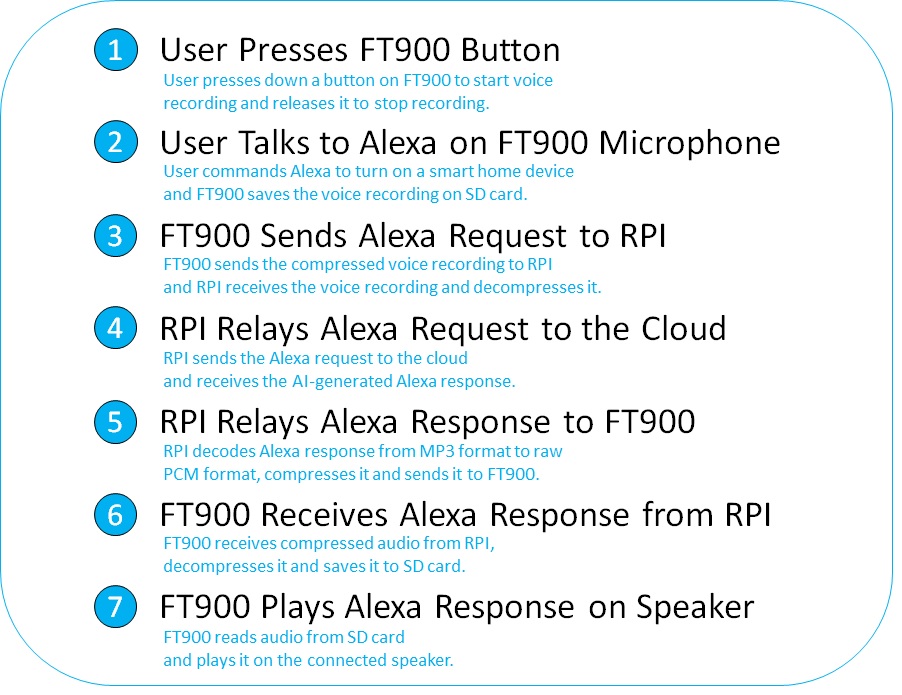 1 User Presses FT900 Button
User presses down a button on FT900 to start voice
recording and releases it to stop recording.
2 User Talks to Alexa on FT900 Microphone
User commands Alexa to turn on a smart home device
and FT900 saves the voice recording on SD card.
3 FT900 Sends Alexa Request to RPI
FT900 sends the compressed voice recording to RPI
and RPI receives the voice recording and decompresses it.
4 RPI Relays Alexa Request to the Cloud
RPI sends the Alexa request to the cloud
and receives the AI-generated Alexa response.
5 RPI Relays Alexa Response to FT900
RPI decodes Alexa response from MP3 format to raw
PCM format, compresses it and sends it to FT900.
6 FT900 Receives Alexa Response from RPI
FT900 receives compressed audio from RPI,
decompresses it and saves it to SD card.
7 FT900 Plays Alexa Response on Speaker
FT900 reads audio from SD card
and plays it on the connected speaker.